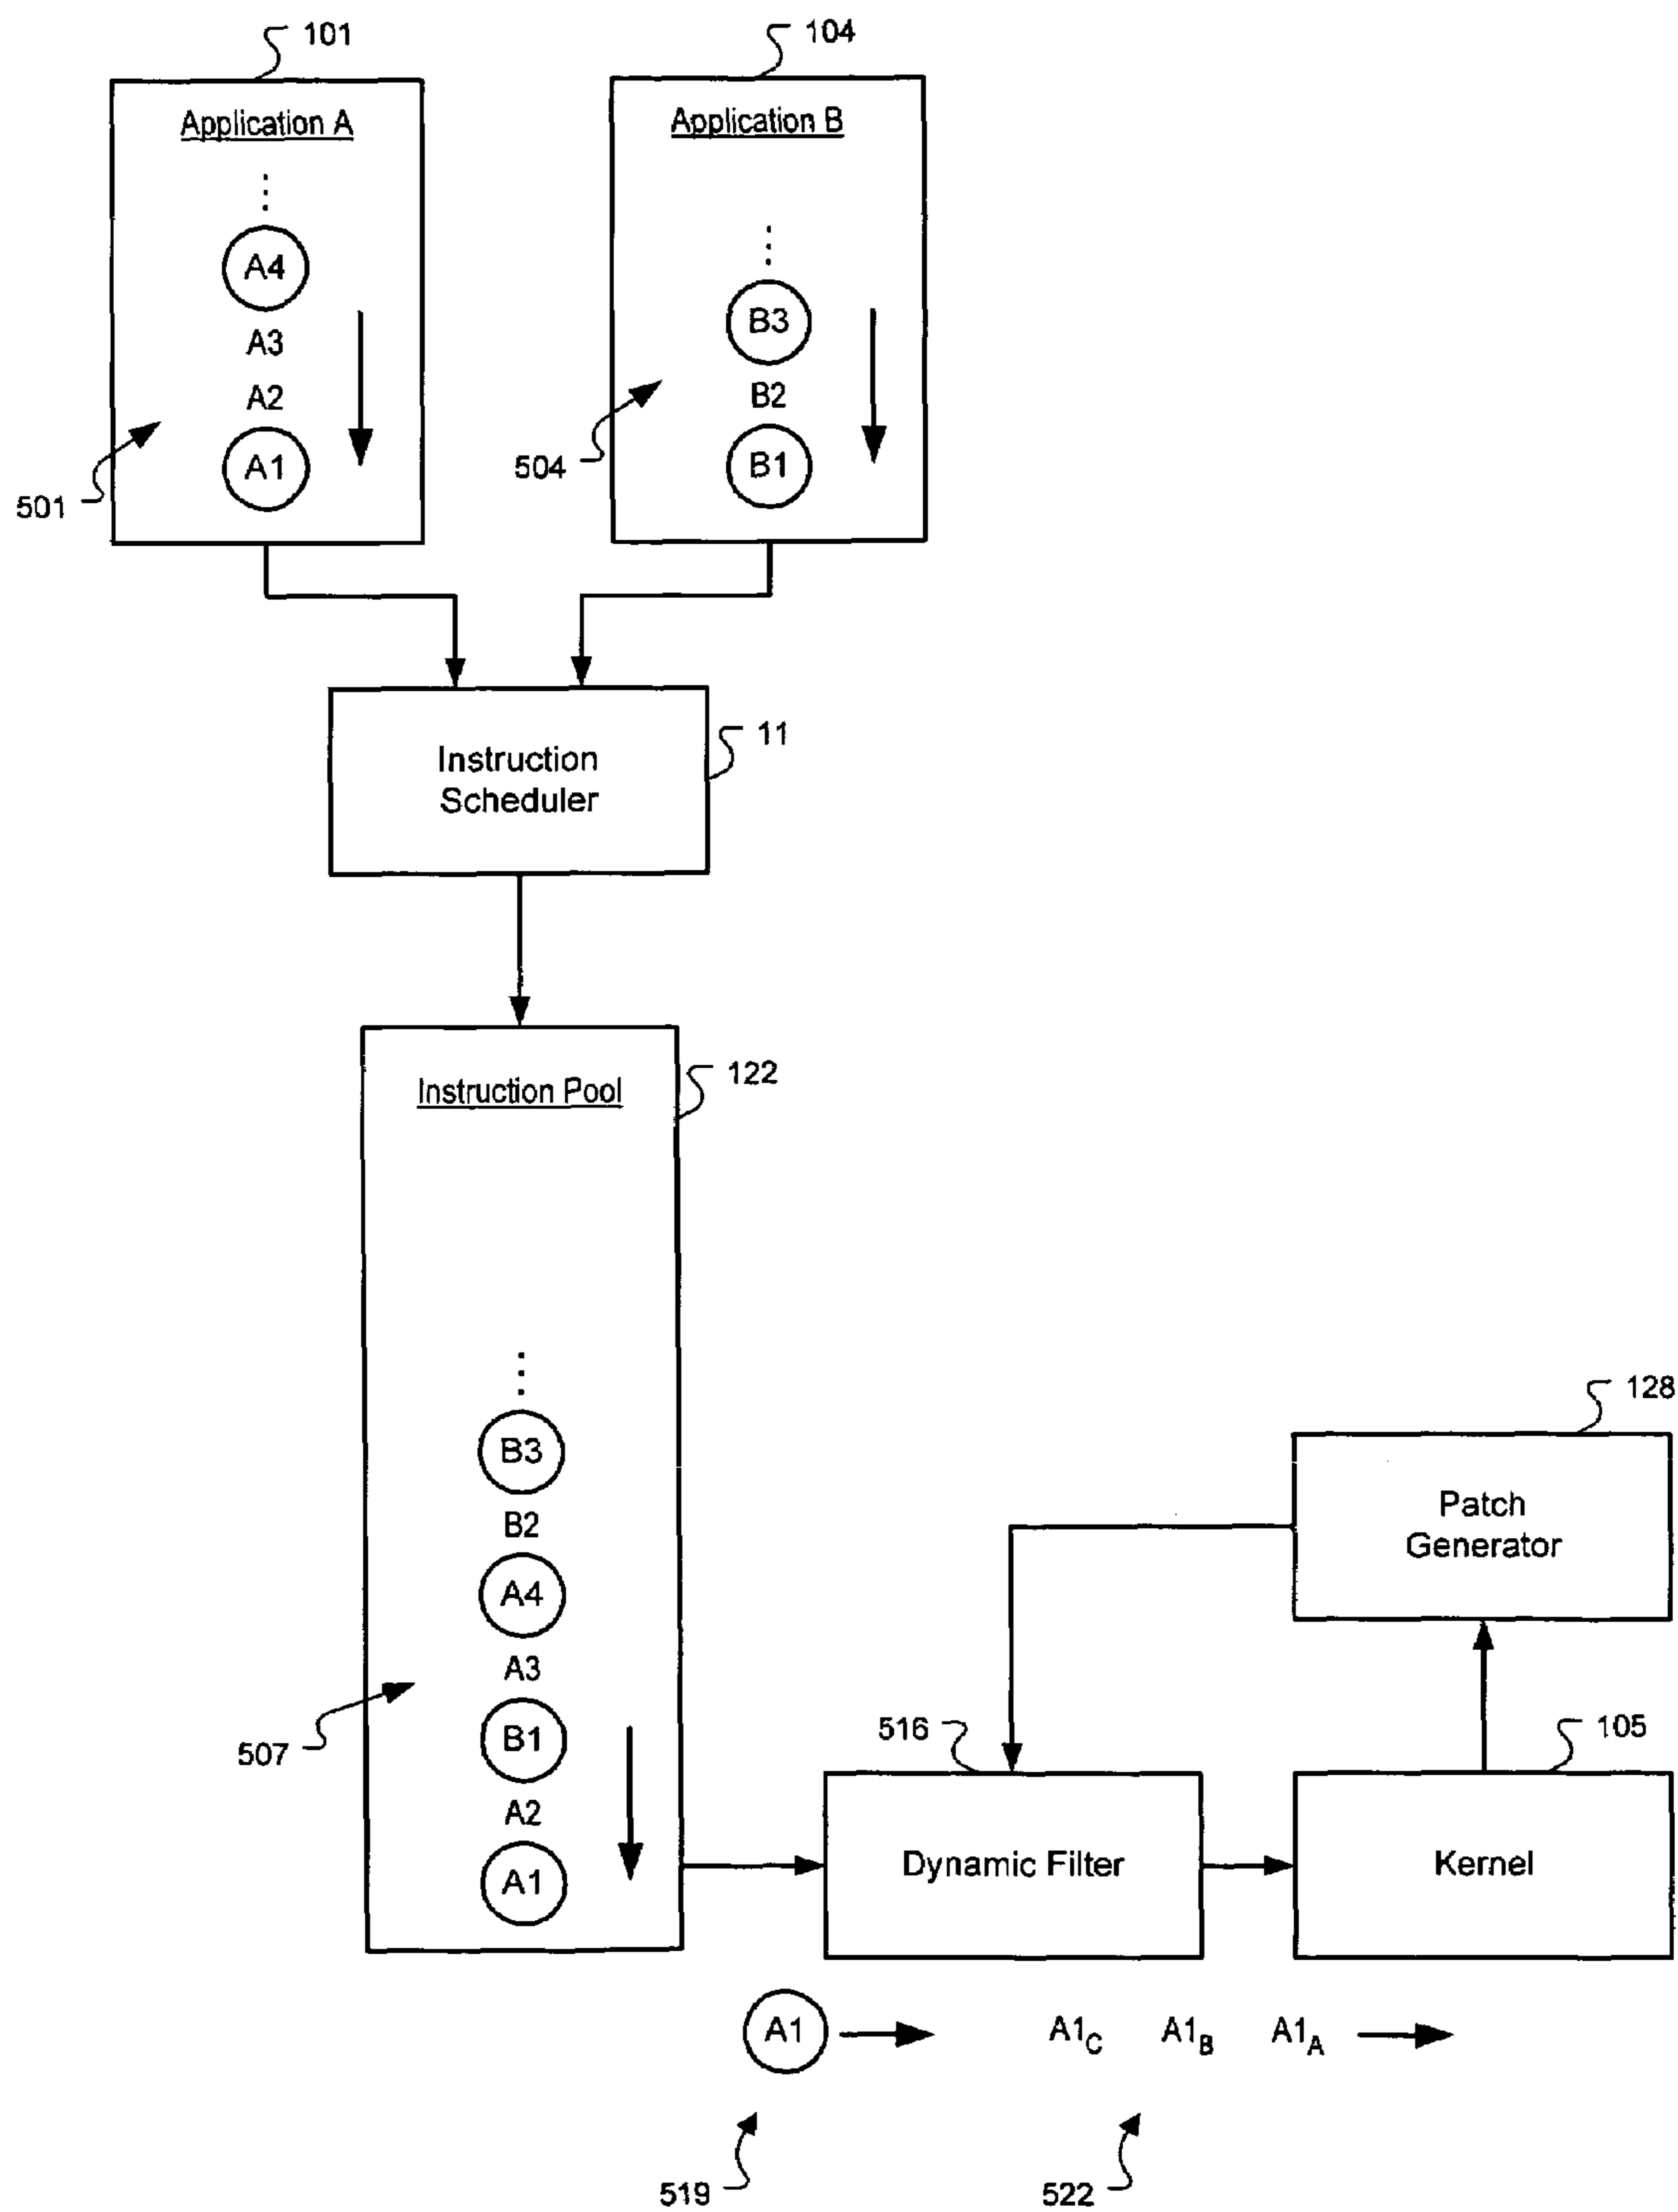 101
104
Application A
Application B
A4
A3
A2
A1
B3
B2
B1
501
504
11
Instruction
Scheduler
122
Instruction Pool
B3
B2
A4
A3
B1
A2
A1
507
128
Patch
Generator
516
105
Dynamic Filter
Kernel
A1
A1C A1B A1A
519
522